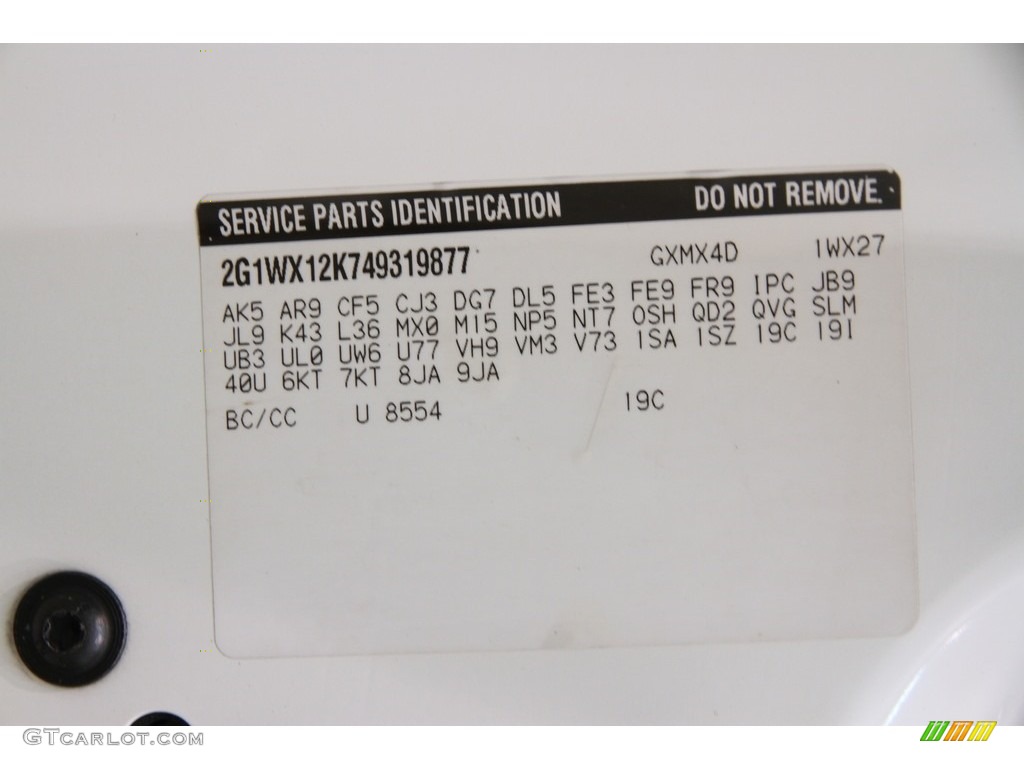 SERVICE PARTS IDENTIFICATION DO NOT REMOVE.
2G1WX12K749319877 GXMX4D 1WX27
AK5 AR9 CF5 CJ3 DG7 DL5 FE3 FE9 FR9 IPC JB9
JL9 K43 L36 MX0 M15 NP5 NT7 OSH QD2 QVG SLM
UB3 UL0 UW6 U77 VH9 VM3 V73 1SA 1SZ 19C 19I
40U 6KT 7KT 8JA 9JA
BC/CC U 8554 19C
GTCARLOT.COM